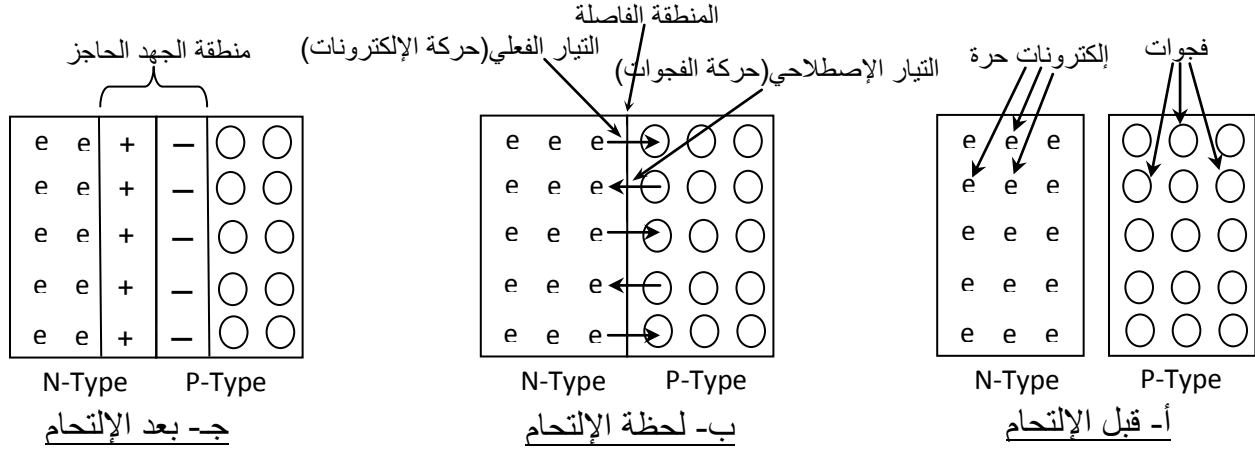 المنطقة الفاصلة
منطقة الجهد الحاجز
التيار الفعلي(حركة الإلكترونات)
التيار الإصطلاحي(حركة الفجوات)
إلكترونات حرة
فجوات
e e + –
e e + –
e e + –
e e + –
e e + –
N-Type P-Type
جـ- بعد الإلتحام
e e e
e e e
e e e
e e e
e e e
N-Type P-Type
ب- لحظة الإلتحام
e e e
e e e
e e e
e e e
e e e
N-Type P-Type
أ- قبل الإلتحام